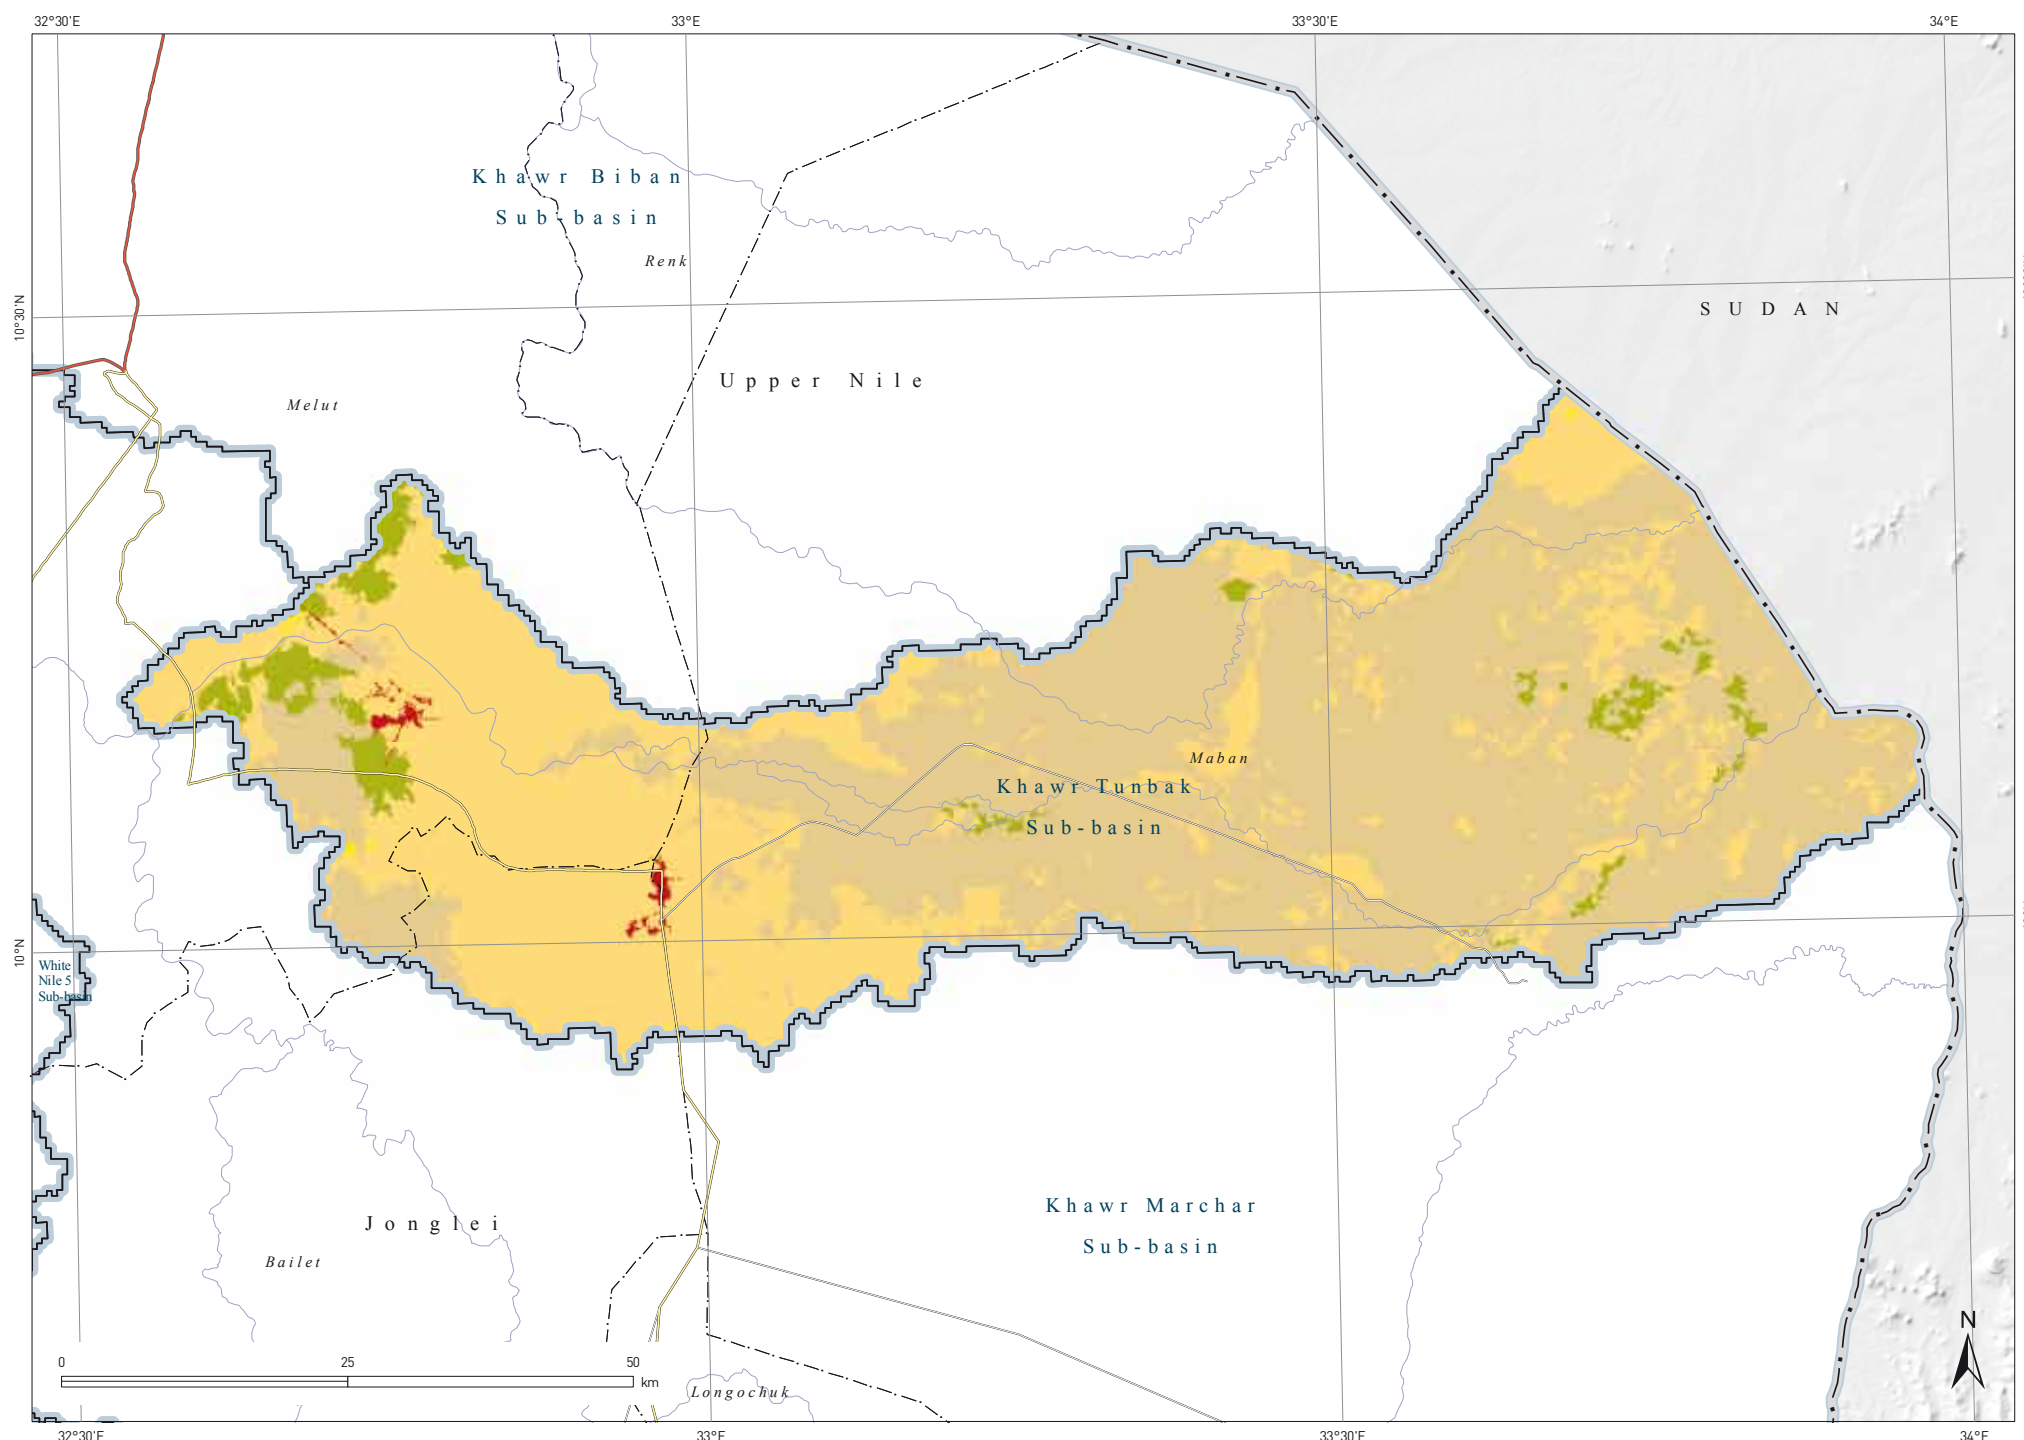 32°30'E
33°E
33°30'E
34°E
Khawr Biban
Sub-basin
Renk
10°30'N
SUDAN
Upper Nile
Melut
Maban
Khawr Tunbak
Sub-basin
10°N
White
Nile 5
Sub-basin
Khawr Marchar
Sub-basin
Jonglei
Bailet
N
0
25
50
km
Longochuk
32°30'E
33°E
33°30'E
34°E